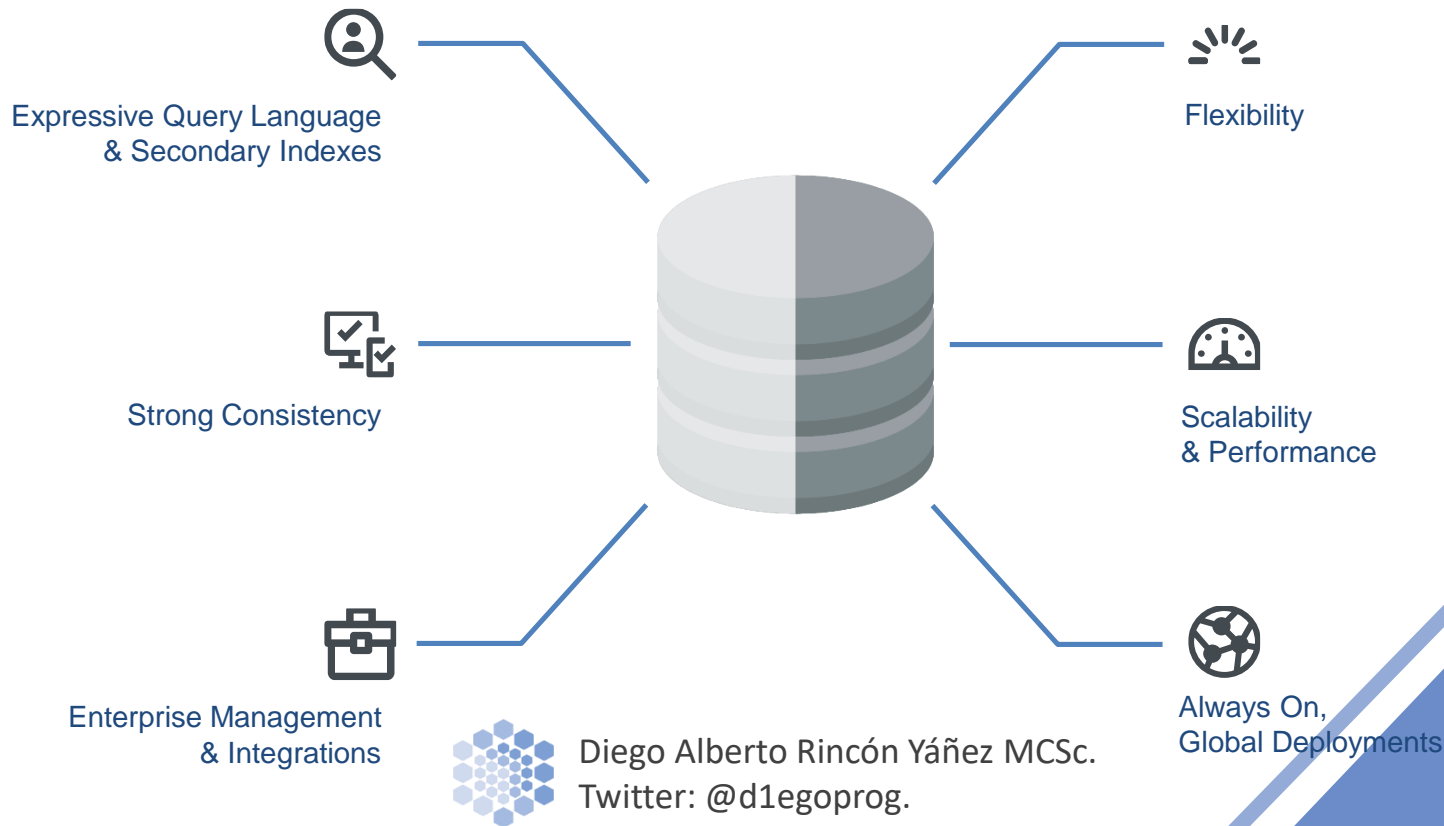 Expressive Query Language
& Secondary Indexes
Flexibility
Strong Consistency
Scalability
& Performance
Enterprise Management
& Integrations
Always On,
Global Deployments
Diego Alberto Rincón Yáñez MCSc.
Twitter: @d1egoprog.